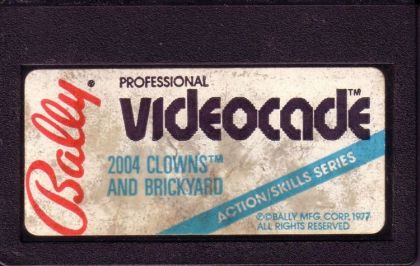 Bally®
PROFESSIONAL
videocade™
2004 CLOWNS™
AND BRICKYARD
ACTION/SKILLS SERIES
©℗BALLY MFG. CORP. 1977
ALL RIGHTS RESERVED